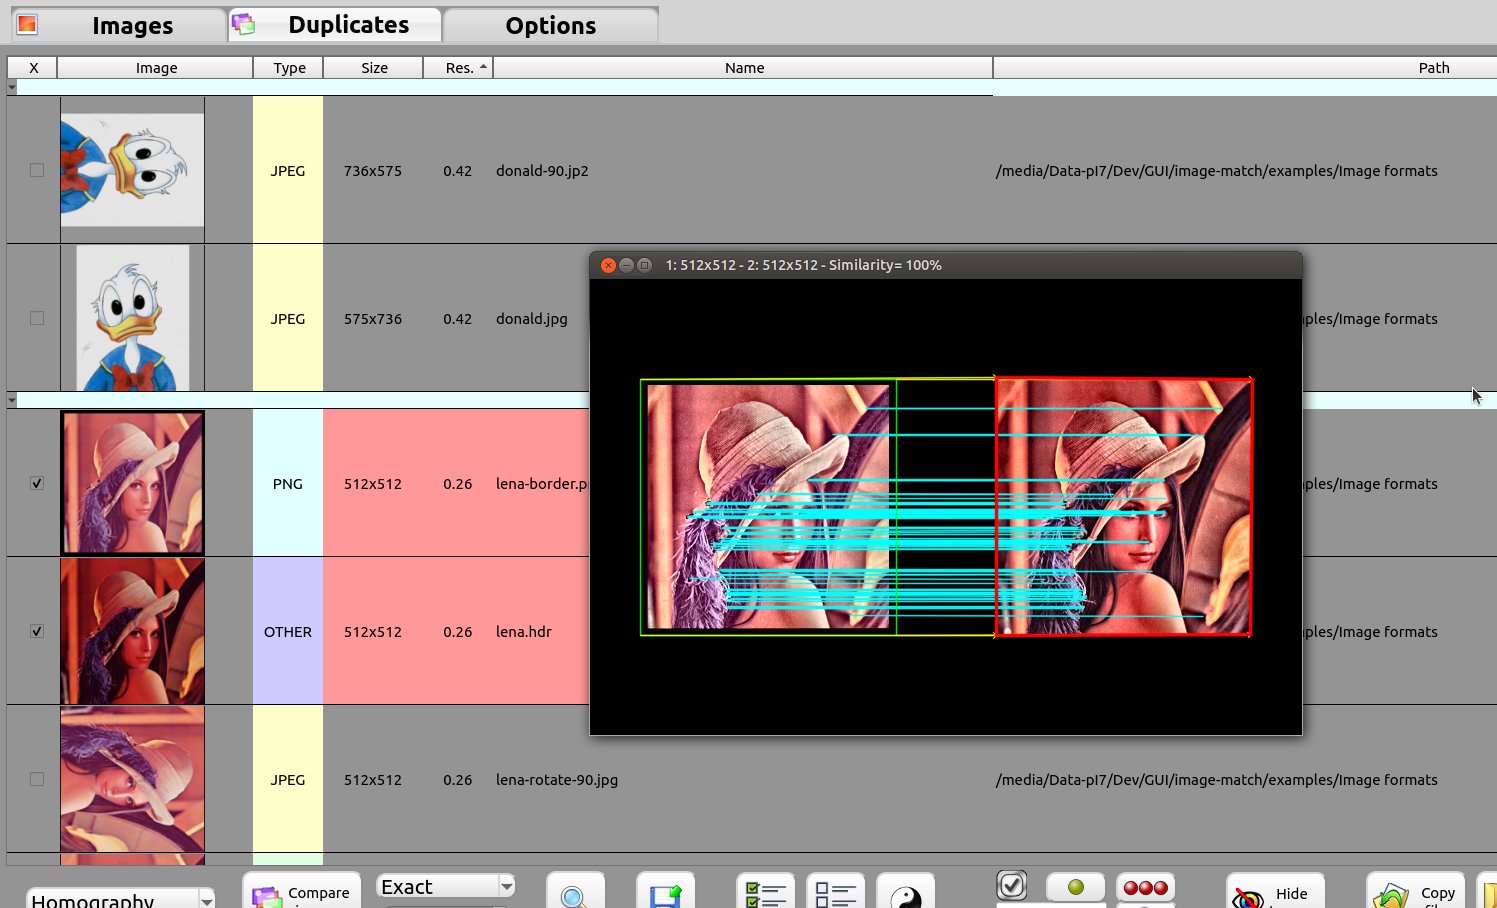 Images
Duplicates
Options
X Image Type Size Res. Name Path
JPEG 736x575 0.42 donald-90.jp2 /media/Data-pI7/Dev/GUI/image-match/examples/Image formats
1: 512x512 - 2: 512x512 - Similarity= 100%
JPEG 575x736 0.42 donald.jpg ples/Image formats
PNG 512x512 0.26 lena-border.p ples/Image formats
OTHER 512x512 0.26 lena.hdr ples/Image formats
JPEG 512x512 0.26 lena-rotate-90.jpg /media/Data-pI7/Dev/GUI/image-match/examples/Image formats
Homography
Compare
Exact
Hide
Copy